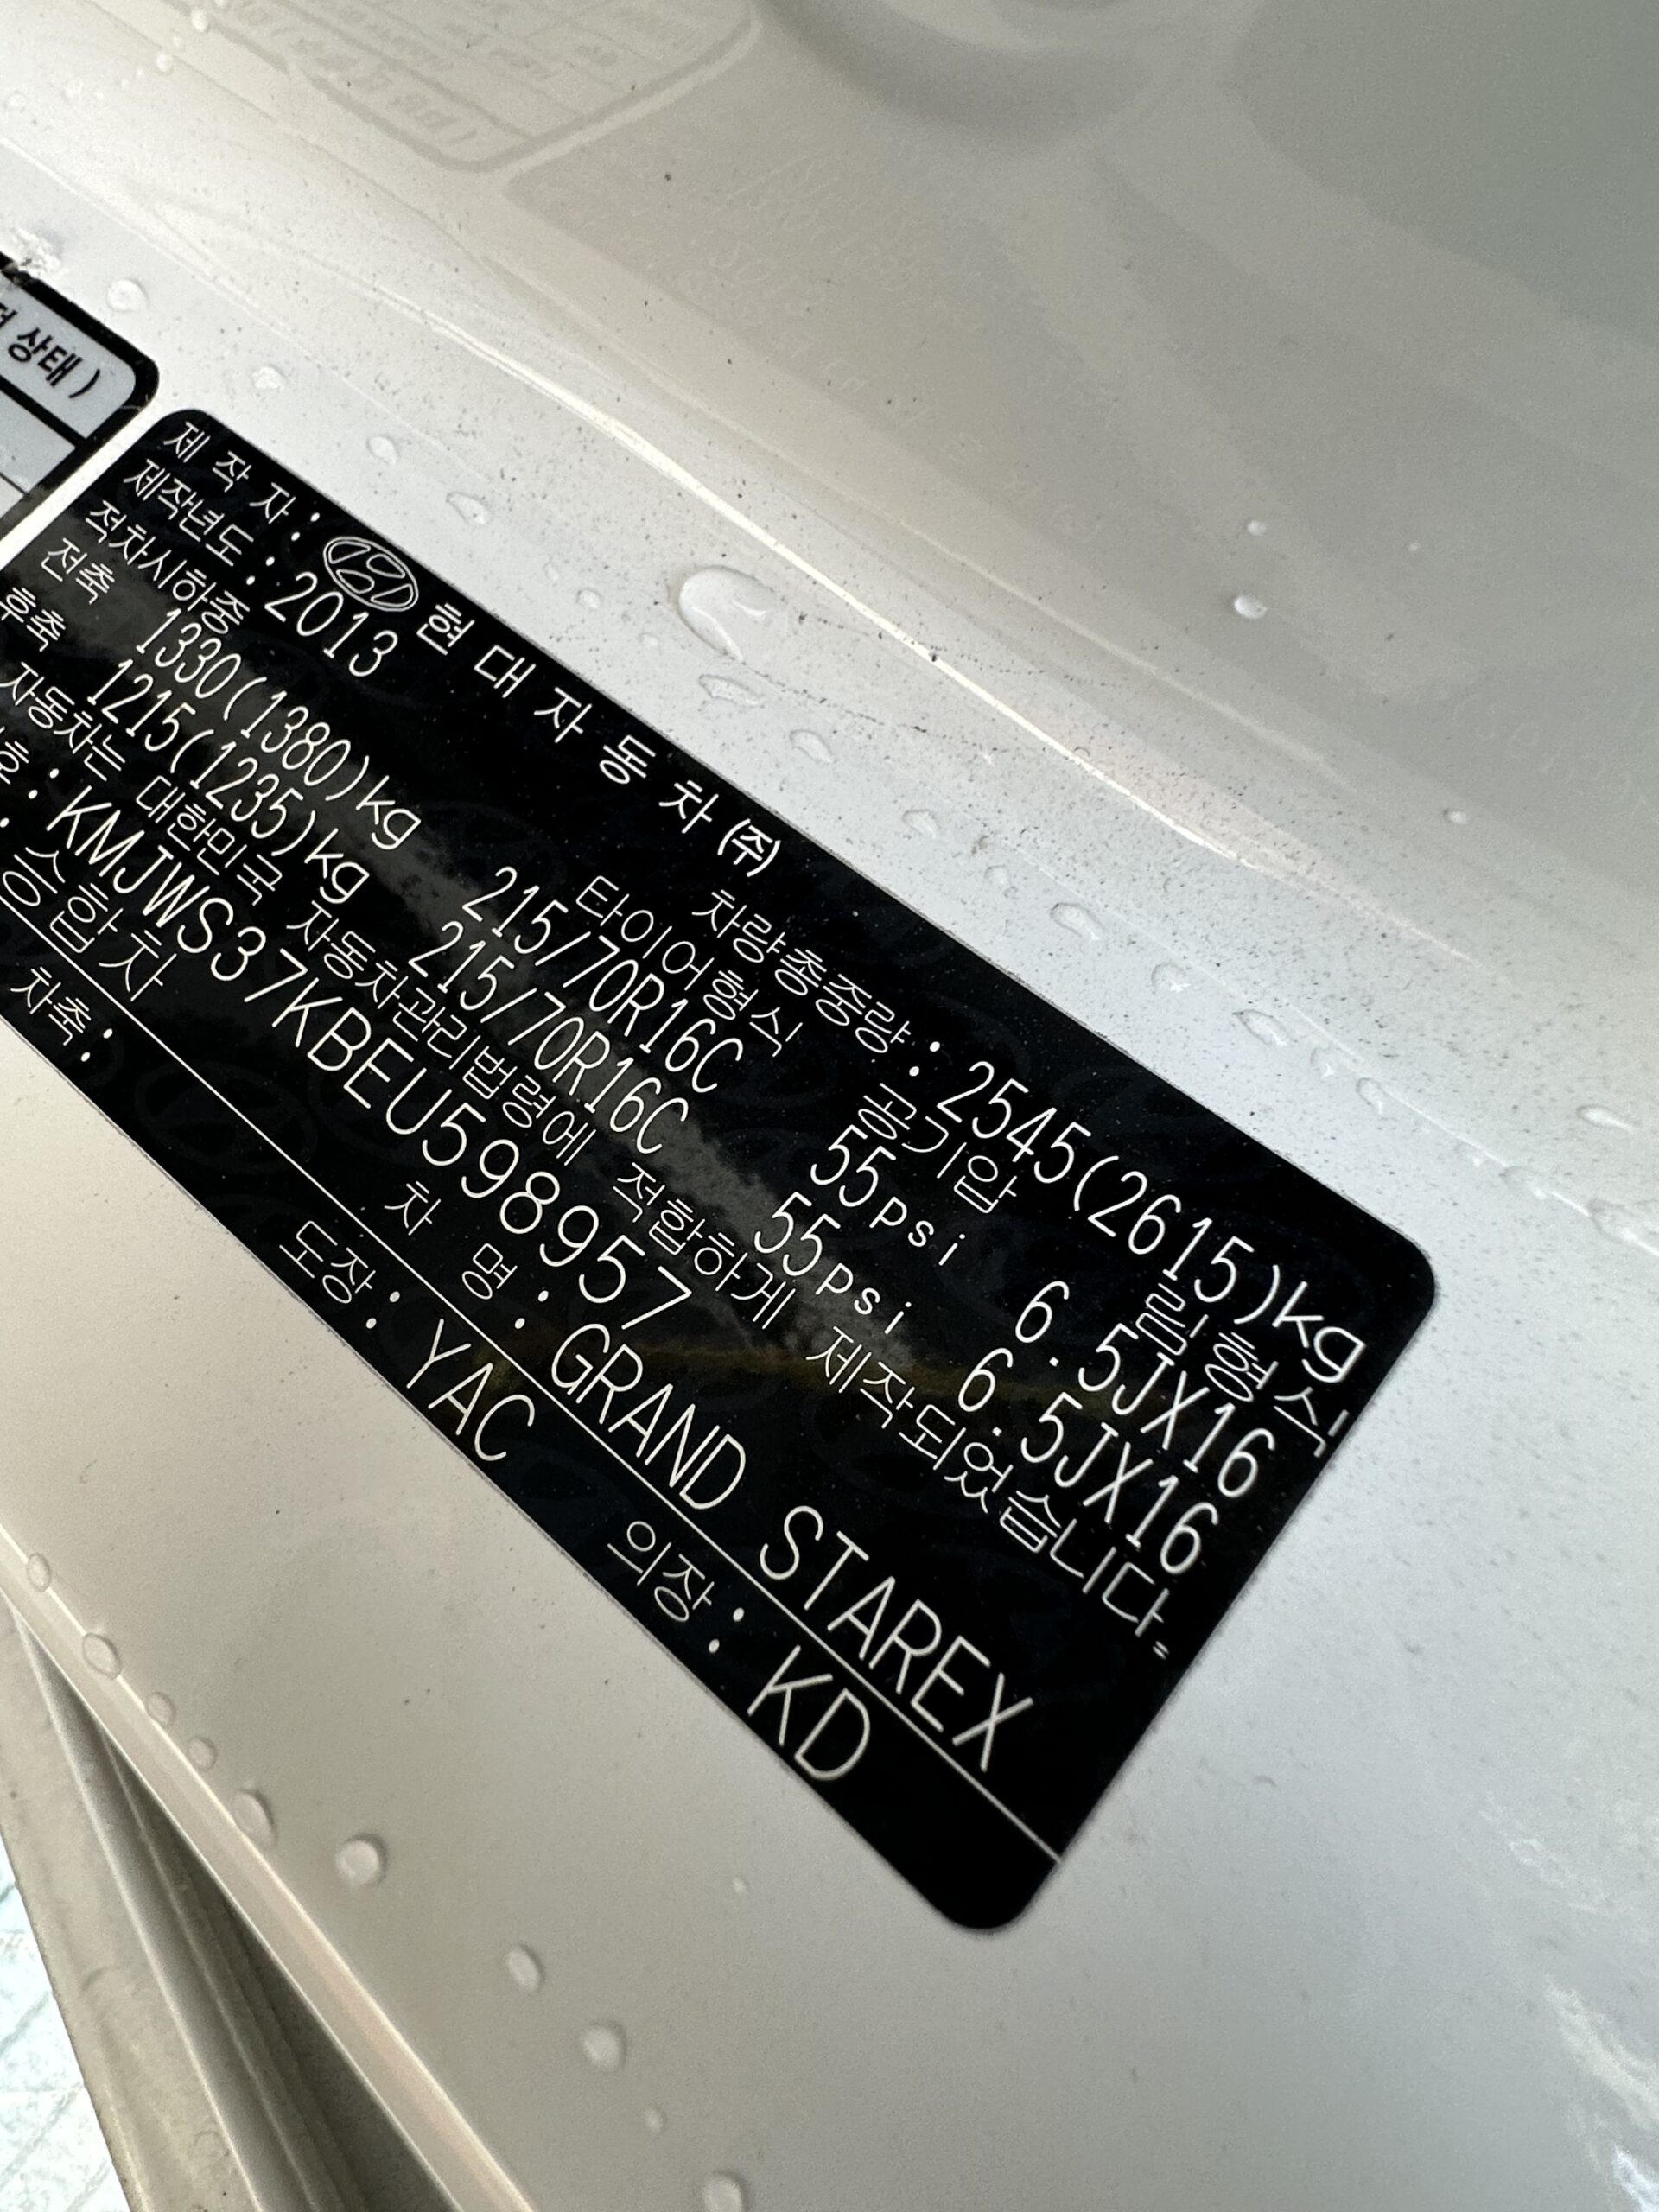 상태)
제 작 자 : 현 대 자 동 차 ㈜
제작년도 : 2013 차량총중량 : 2545(2615)kg
적차시하중 타이어형식 공기압 림형식
전축 1330(1380)kg 215/70R16C 55psi 6.5JX16
후축 1215(1235)kg 215/70R16C 55psi 6.5JX16
자동차는 대한민국 자동차관리법령에 적합하게 제작되었습니다.
호 : KMJWS37KBEU598957
승합차 차 명 : GRAND STAREX
차축: 도장: YAC 외장: KD